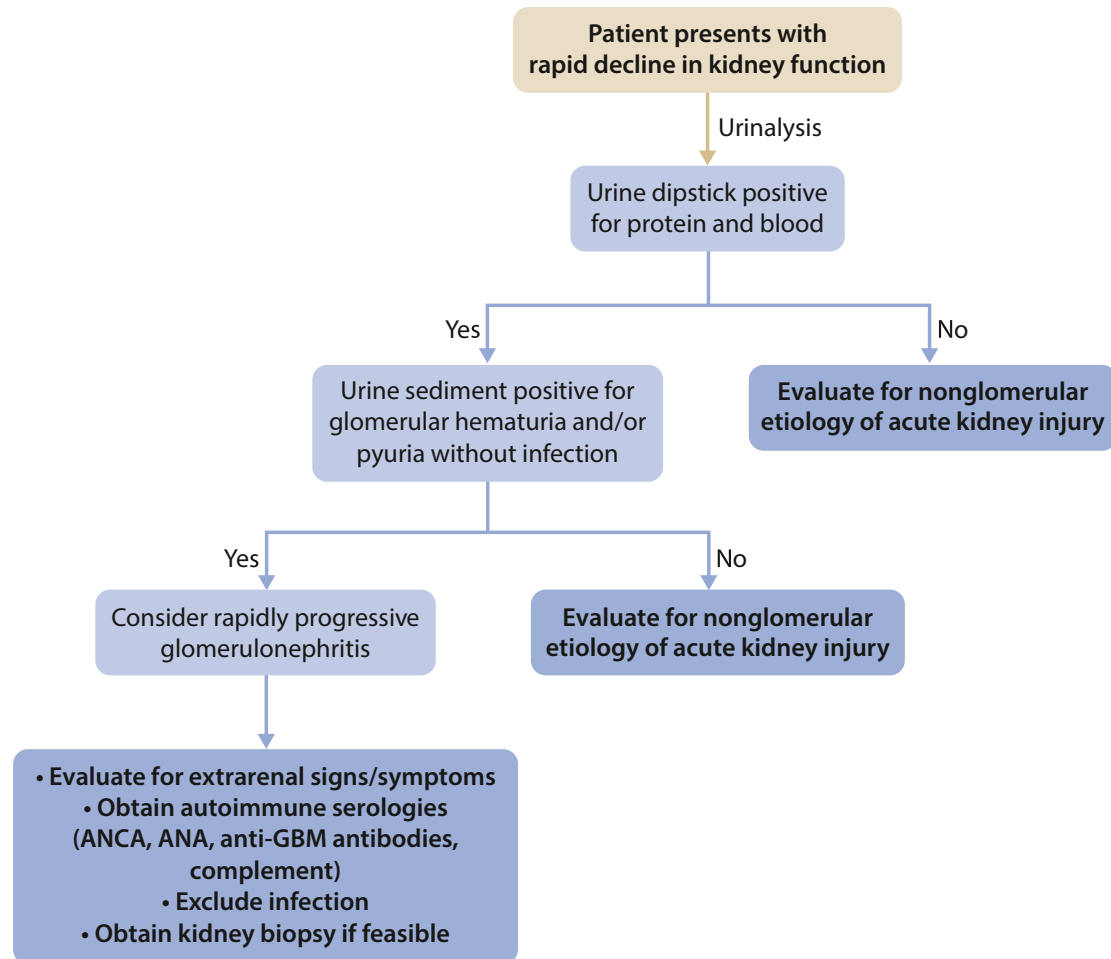 Patient presents with
rapid decline in kidney function
Urinalysis
Urine dipstick positive
for protein and blood
Yes
No
Urine sediment positive for
glomerular hematuria and/or
pyuria without infection
Evaluate for nonglomerular
etiology of acute kidney injury
Yes
No
Consider rapidly progressive
glomerulonephritis
Evaluate for nonglomerular
etiology of acute kidney injury
• Evaluate for extrarenal signs/symptoms
• Obtain autoimmune serologies
(ANCA, ANA, anti-GBM antibodies,
complement)
• Exclude infection
• Obtain kidney biopsy if feasible